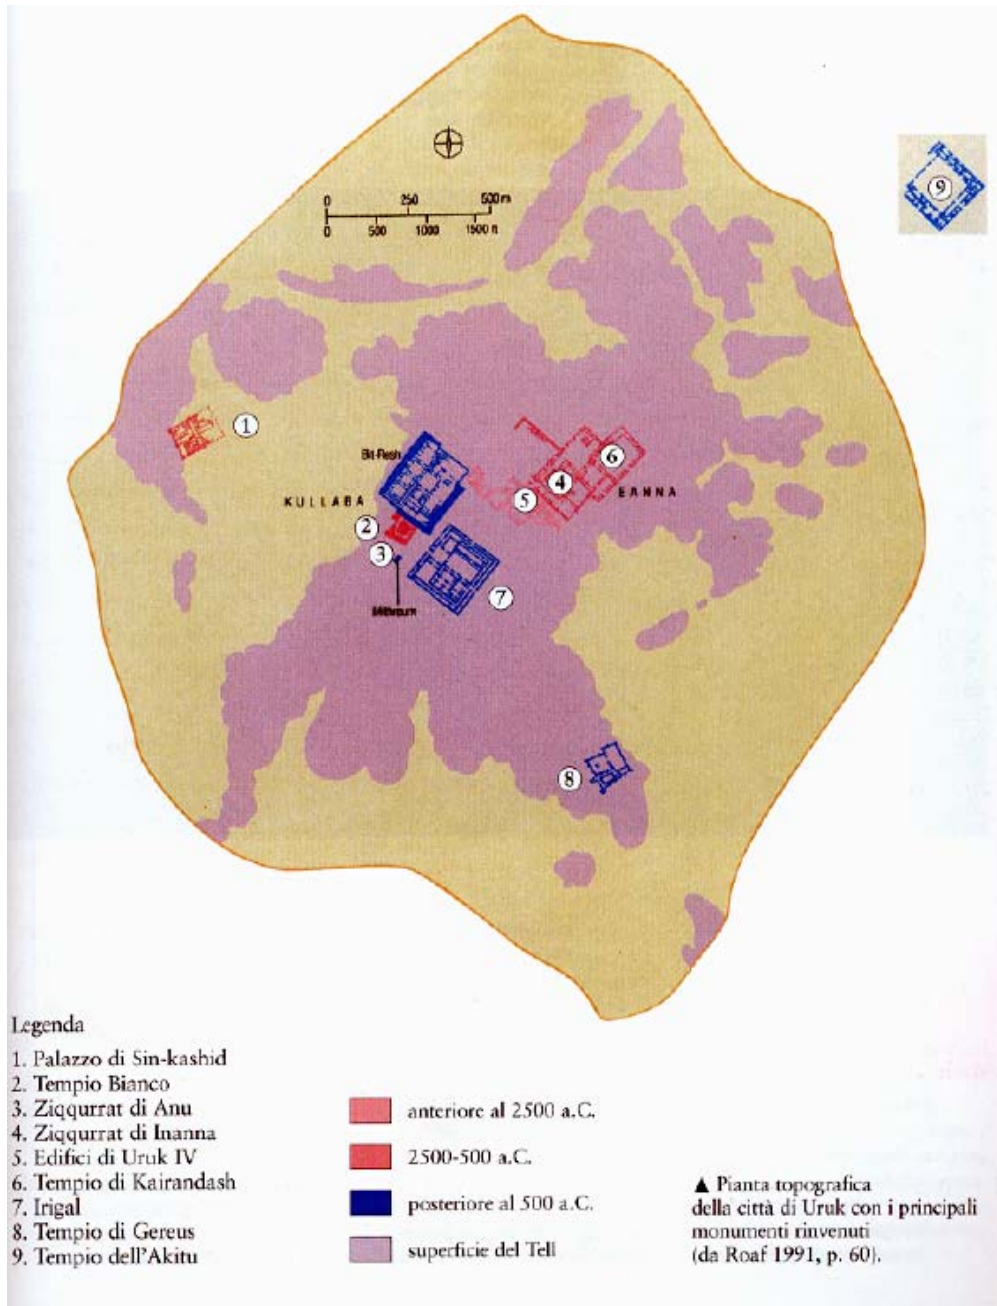 0 250 500 m
0 500 1000 1500 ft
9
1
Bit-Resh
6
4
KULLABA
5
EANNA
2
3
7
Mithraeum
8
Legenda
1. Palazzo di Sin-kashid
2. Tempio Bianco
3. Ziqqurrat di Anu
4. Ziqqurrat di Inanna
5. Edifici di Uruk IV
6. Tempio di Kairandash
7. Irigal
8. Tempio di Gereus
9. Tempio dell'Akitu
anteriore al 2500 a.C.
2500-500 a.C.
posteriore al 500 a.C.
superficie del Tell
▲ Pianta topografica
della città di Uruk con i principali
monumenti rinvenuti
(da Roaf 1991, p. 60).